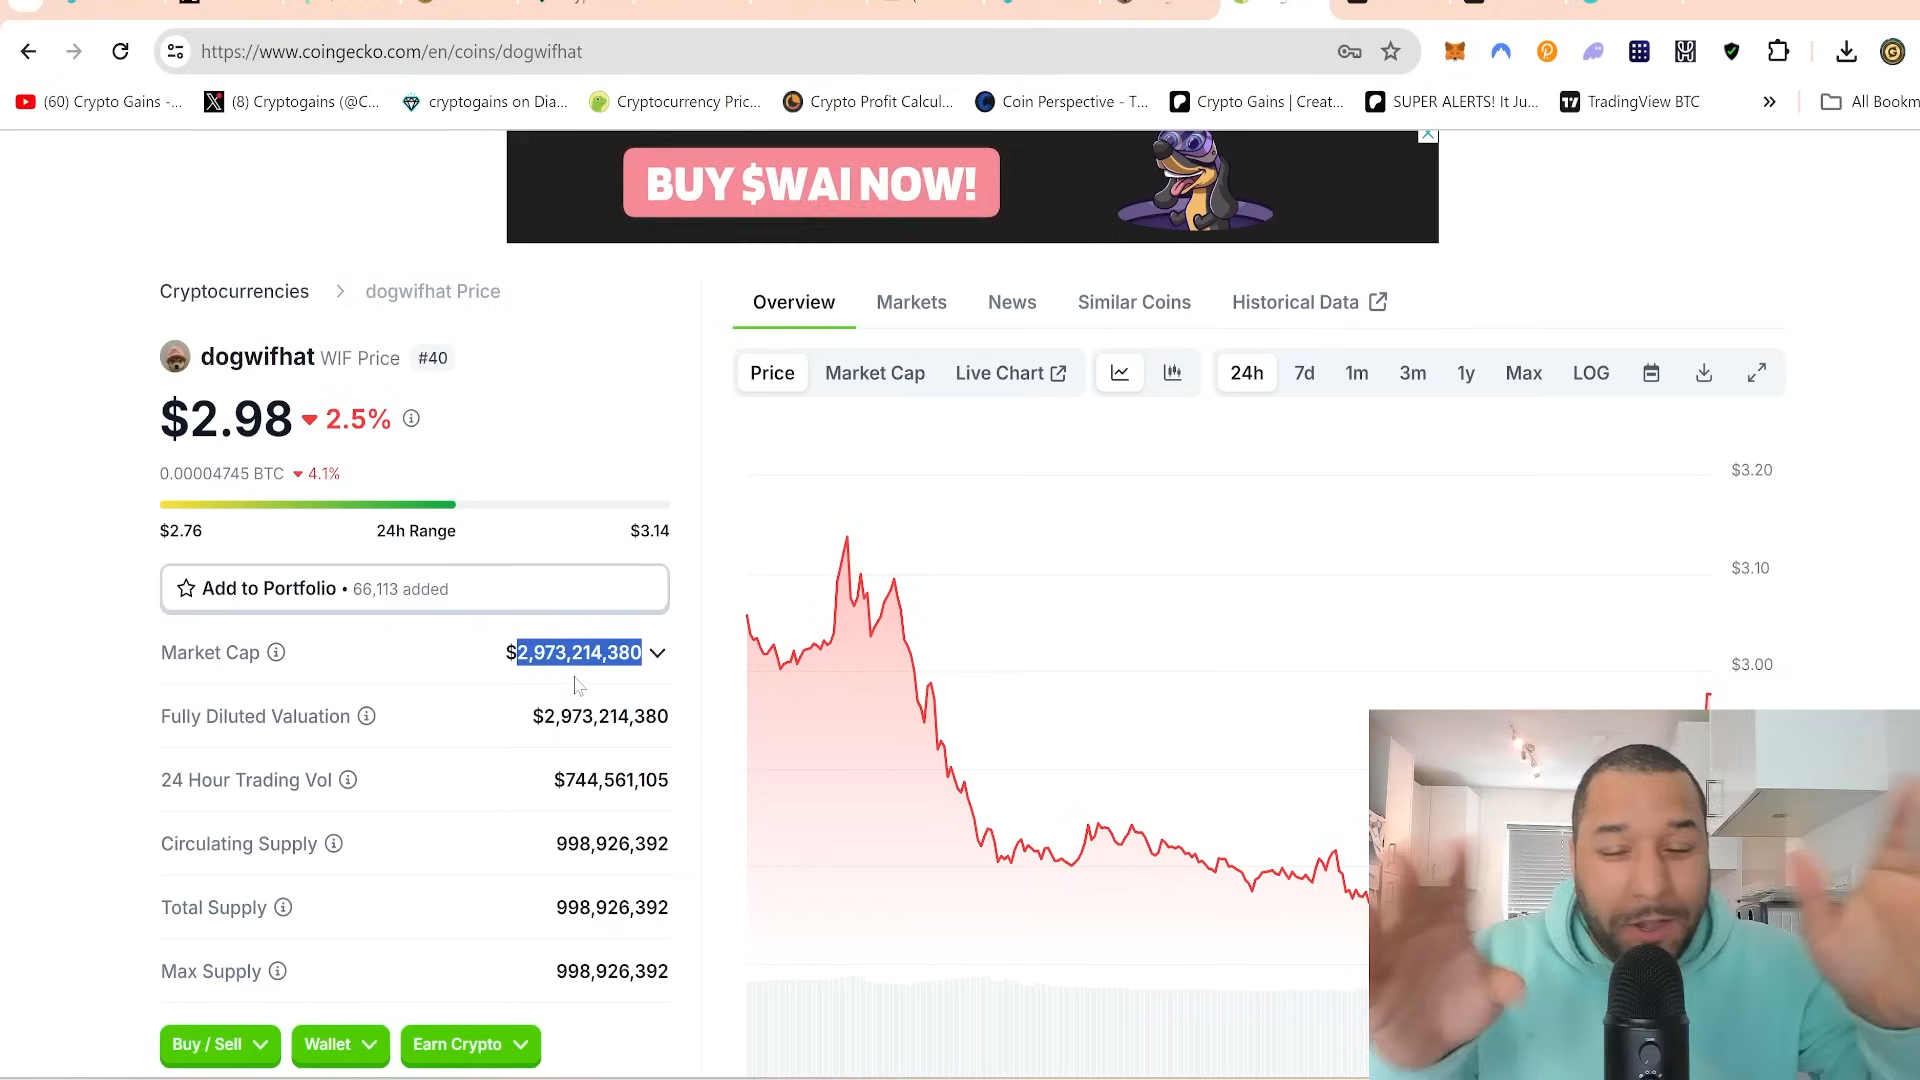 https://www.coingecko.com/en/coins/dogwifhat
(60) Crypto Gains -...
(8) Cryptogains (@C...
cryptogains on Dia...
Cryptocurrency Pric...
Crypto Profit Calcul...
Coin Perspective - T...
Crypto Gains | Creat...
SUPER ALERTS! It Ju...
TradingView BTC
All Bookm
BUY $WAI NOW!
Cryptocurrencies > dogwifhat Price
Overview Markets News Similar Coins Historical Data
dogwifhat WIF Price #40
Price Market Cap Live Chart 24h 7d 1m 3m 1y Max LOG
$2.98 2.5%
0.00004745 BTC 4.1%
$2.76 24h Range $3.14
Add to Portfolio • 66,113 added
Market Cap $2,973,214,380
Fully Diluted Valuation $2,973,214,380
24 Hour Trading Vol $744,561,105
Circulating Supply 998,926,392
Total Supply 998,926,392
Max Supply 998,926,392
Buy / Sell Wallet Earn Crypto
$3.20
$3.10
$3.00